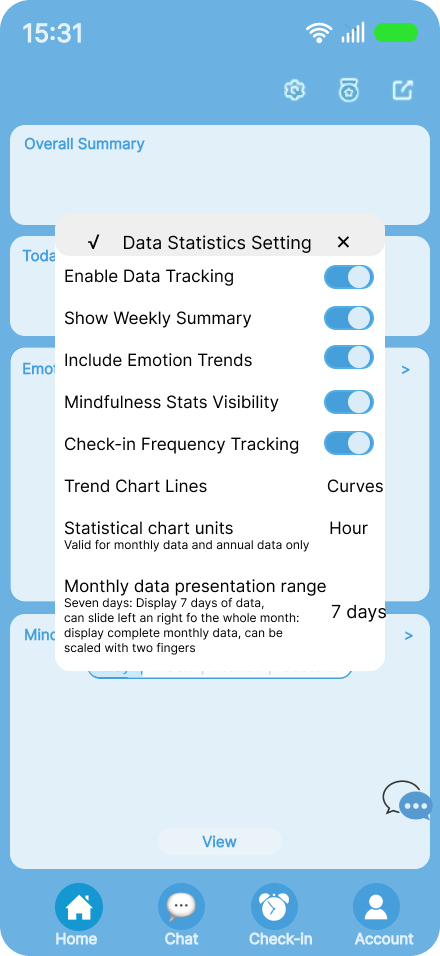 15:31
Overall Summary
√ Data Statistics Setting ✕
Toda
Enable Data Tracking
Show Weekly Summary
Include Emotion Trends
Emot
>
Mindfulness Stats Visibility
Check-in Frequency Tracking
Trend Chart Lines Curves
Statistical chart units Hour
Valid for monthly data and annual data only
Monthly data presentation range
Seven days: Display 7 days of data,
can slide left an right fo the whole month:
display complete monthly data, can be
scaled with two fingers
7 days
Mind
>
View
Home Chat Check-in Account